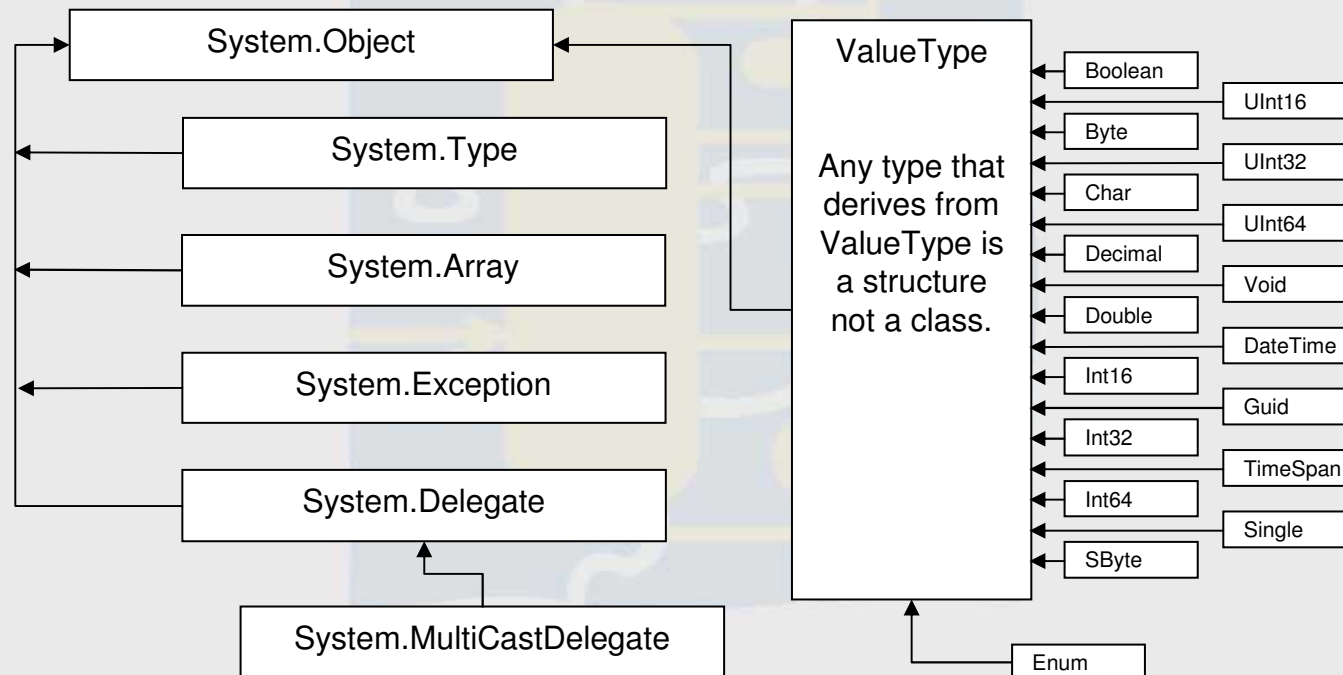 System.Object
System.Type
System.Array
System.Exception
System.Delegate
System.MultiCastDelegate
ValueType
Any type that
derives from
ValueType is
a structure
not a class.
Boolean
UInt16
Byte
UInt32
Char
UInt64
Decimal
Void
Double
DateTime
Int16
Guid
Int32
TimeSpan
Int64
Single
SByte
Enum